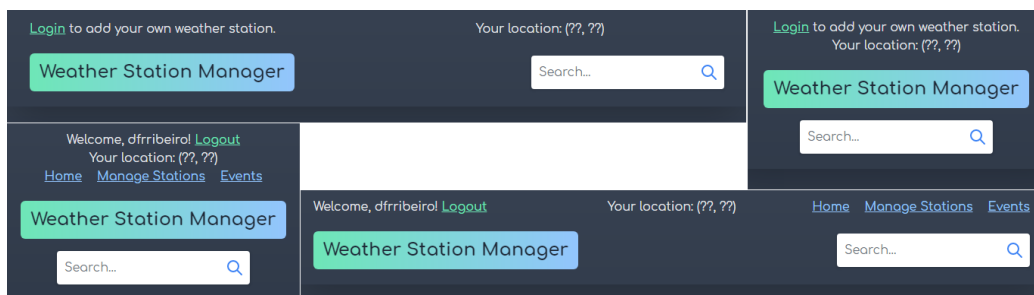 Login to add your own weather station.
Your location: (??, ??)
Weather Station Manager
Search...
Login to add your own weather station.
Your location: (??, ??)
Weather Station Manager
Search...
Welcome, dfrribeiro! Logout
Your location: (??, ??)
Home Manage Stations Events
Weather Station Manager
Search...
Welcome, dfrribeiro! Logout
Your location: (??, ??)
Home Manage Stations Events
Weather Station Manager
Search...